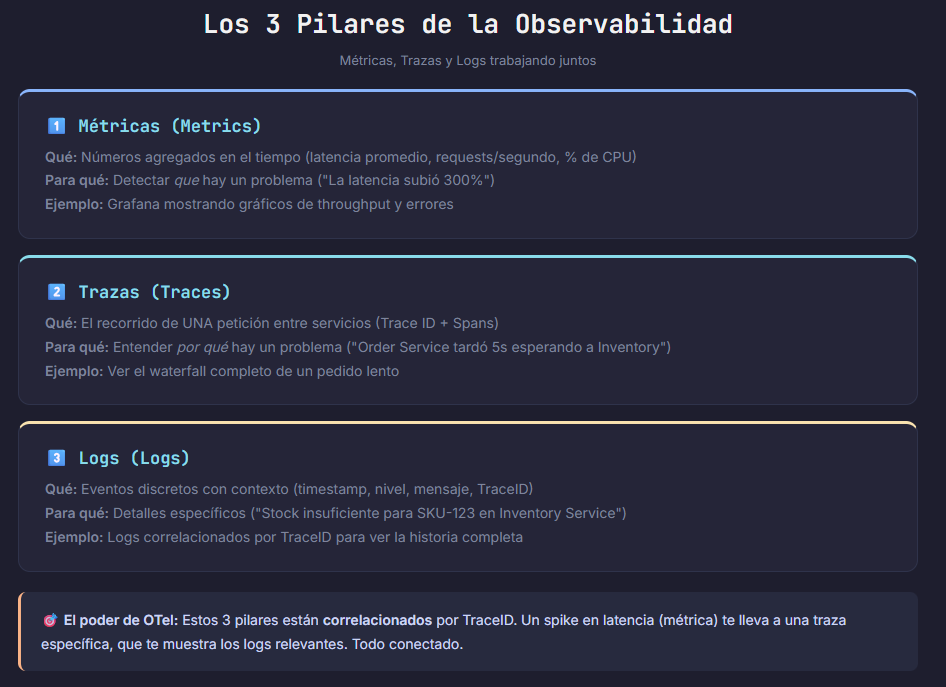 Los 3 Pilares de la Observabilidad
Métricas, Trazas y Logs trabajando juntos
1 Métricas (Metrics)
Qué: Números agregados en el tiempo (latencia promedio, requests/segundo, % de CPU)
Para qué: Detectar que hay un problema ("La latencia subió 300%")
Ejemplo: Grafana mostrando gráficos de throughput y errores
2 Trazas (Traces)
Qué: El recorrido de UNA petición entre servicios (Trace ID + Spans)
Para qué: Entender por qué hay un problema ("Order Service tardó 5s esperando a Inventory")
Ejemplo: Ver el waterfall completo de un pedido lento
3 Logs (Logs)
Qué: Eventos discretos con contexto (timestamp, nivel, mensaje, TraceID)
Para qué: Detalles específicos ("Stock insuficiente para SKU-123 en Inventory Service")
Ejemplo: Logs correlacionados por TraceID para ver la historia completa
🎯 El poder de OTel: Estos 3 pilares están correlacionados por TraceID. Un spike en latencia (métrica) te lleva a una traza
específica, que te muestra los logs relevantes. Todo conectado.